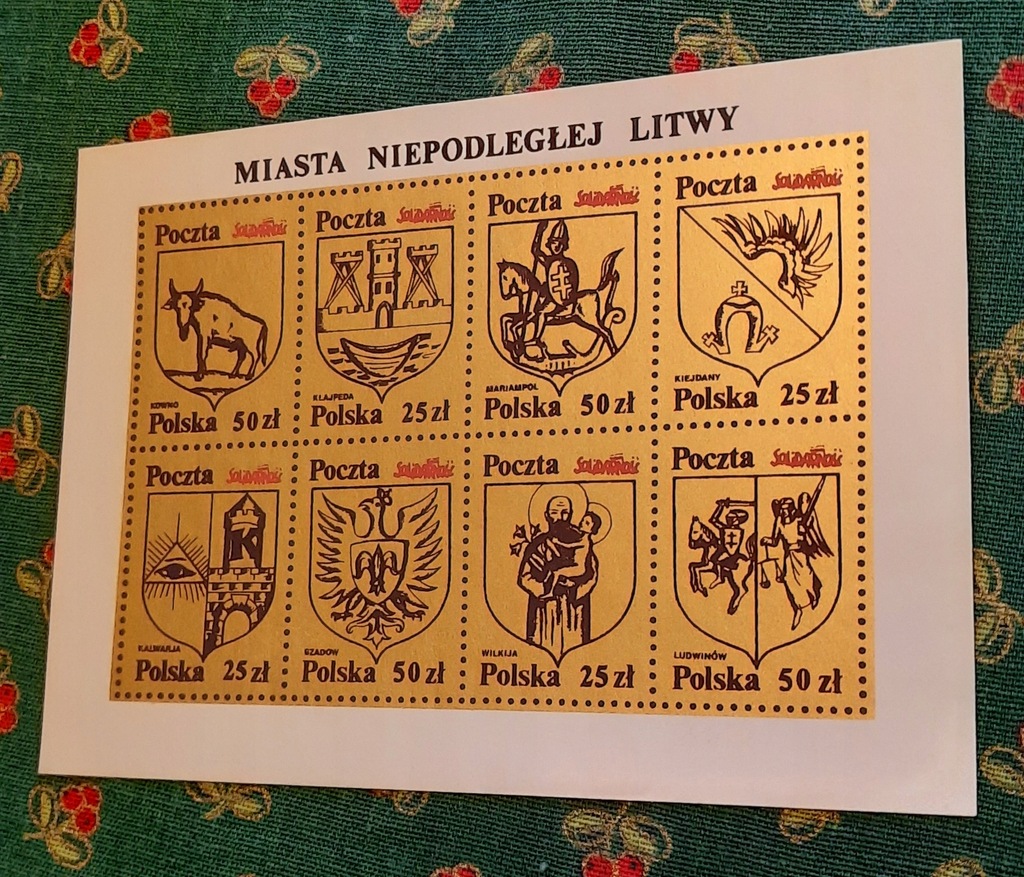 MIASTA NIEPODLEGŁEJ LITWY
Poczta SOLIDARNOŚĆ
KOWNO
Polska 50 zł
Poczta SOLIDARNOŚĆ
KŁAJPEDA
Polska 25 zł
Poczta SOLIDARNOŚĆ
MARIAMPOL
Polska 50 zł
Poczta SOLIDARNOŚĆ
KIEJDANY
Polska 25 zł
Poczta SOLIDARNOŚĆ
K
KALWARJA
Polska 25 zł
Poczta SOLIDARNOŚĆ
SZADOW
Polska 50 zł
Poczta SOLIDARNOŚĆ
WILKIJA
Polska 25 zł
Poczta SOLIDARNOŚĆ
LUDWINÓW
Polska 50 zł